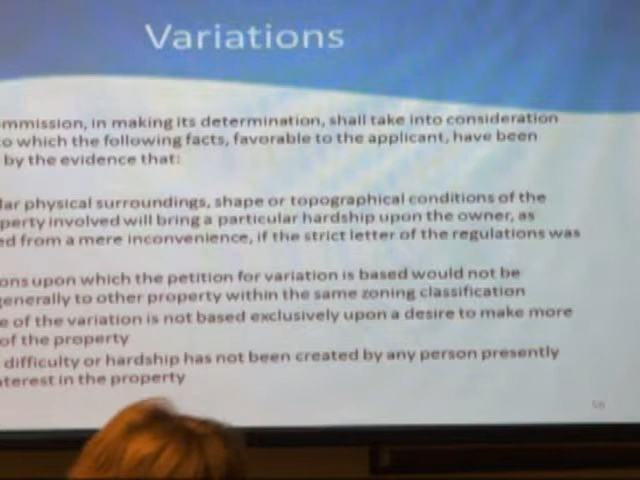 Variations
mmission, in making its determination, shall take into consideration
o which the following facts, favorable to the applicant, have been
by the evidence that:
lar physical surroundings, shape or topographical conditions of the
perty involved will bring a particular hardship upon the owner, as
ed from a mere inconvenience, if the strict letter of the regulations was
ons upon which the petition for variation is based would not be
generally to other property within the same zoning classification
e of the variation is not based exclusively upon a desire to make more
of the property
difficulty or hardship has not been created by any person presently
nterest in the property